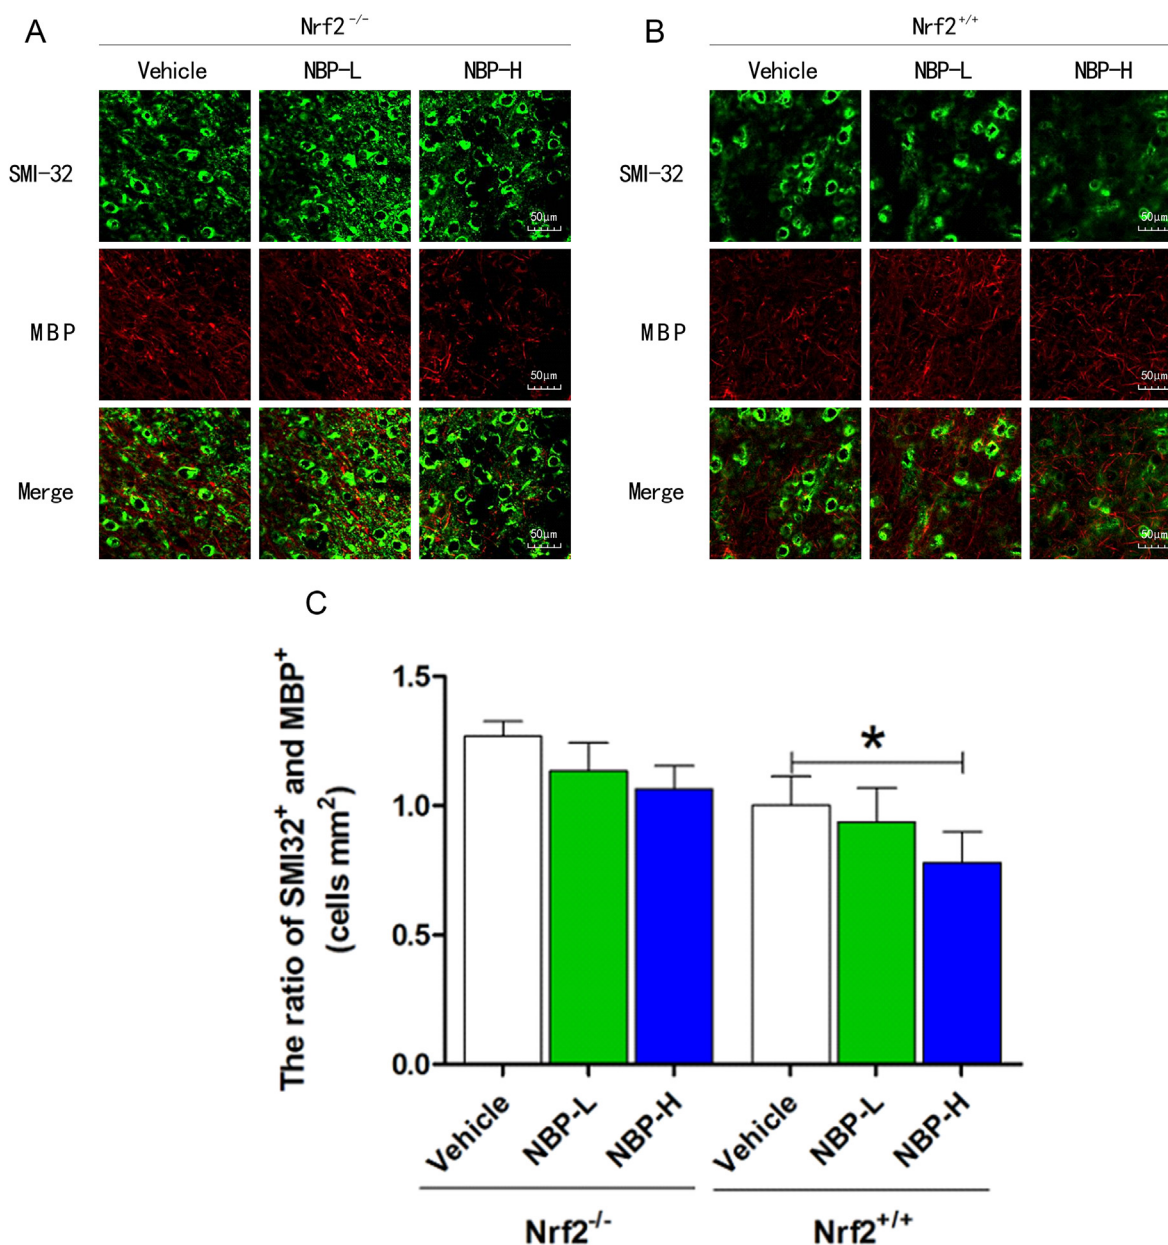 A
Nrf2 -/-
Vehicle NBP-L NBP-H
SMI-32
50μm
MBP
50μm
Merge
50μm
B
Nrf2 +/+
Vehicle NBP-L NBP-H
SMI-32
50μm
MBP
50μm
Merge
50μm
C
The ratio of SMI32+ and MBP+
(cells mm2)
1.5
1.0
0.5
0.0
*
Vehicle NBP-L NBP-H Vehicle NBP-L NBP-H
Nrf2-/- Nrf2+/+